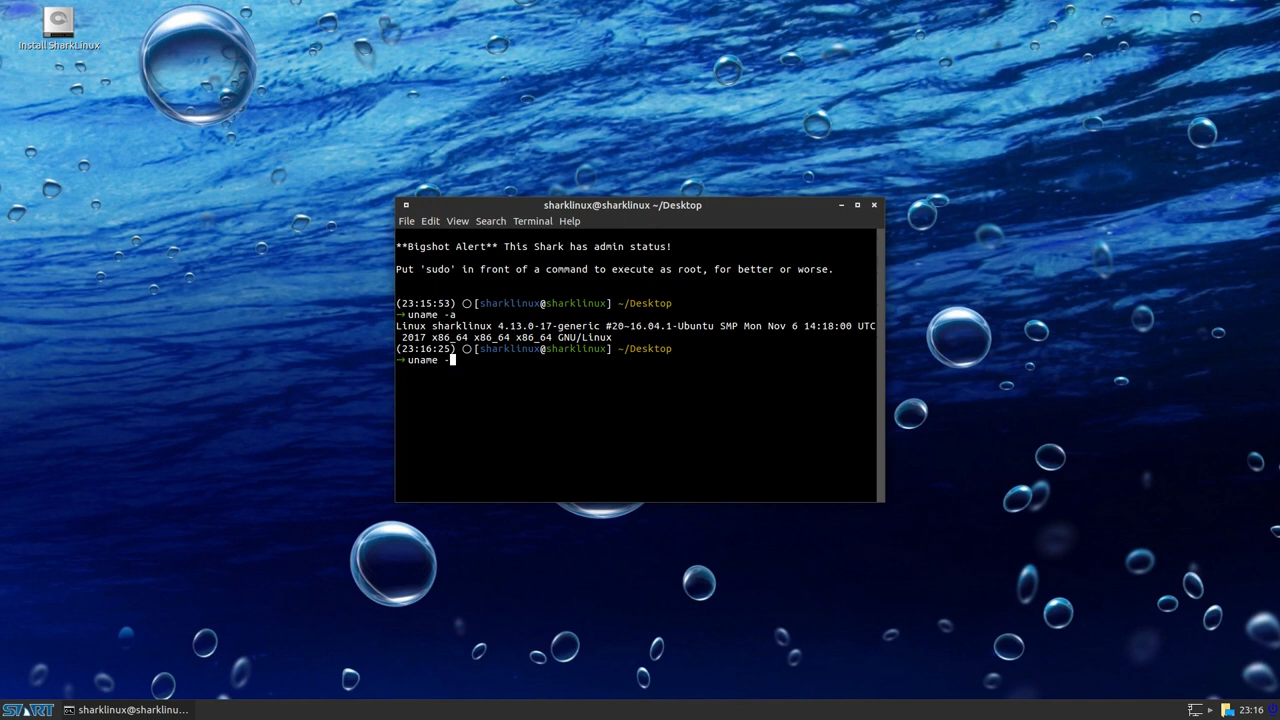 Install SharkLinux
sharklinux@sharklinux ~/Desktop
File Edit View Search Terminal Help
**Bigshot Alert** This Shark has admin status!
Put 'sudo' in front of a command to execute as root, for better or worse.
(23:15:53) ○[sharklinux@sharklinux] ~/Desktop
→ uname -a
Linux sharklinux 4.13.0-17-generic #20~16.04.1-Ubuntu SMP Mon Nov 6 14:18:00 UTC
2017 x86_64 x86_64 x86_64 GNU/Linux
(23:16:25) ○[sharklinux@sharklinux] ~/Desktop
→ uname -
START sharklinux@sharklinu... 23:16